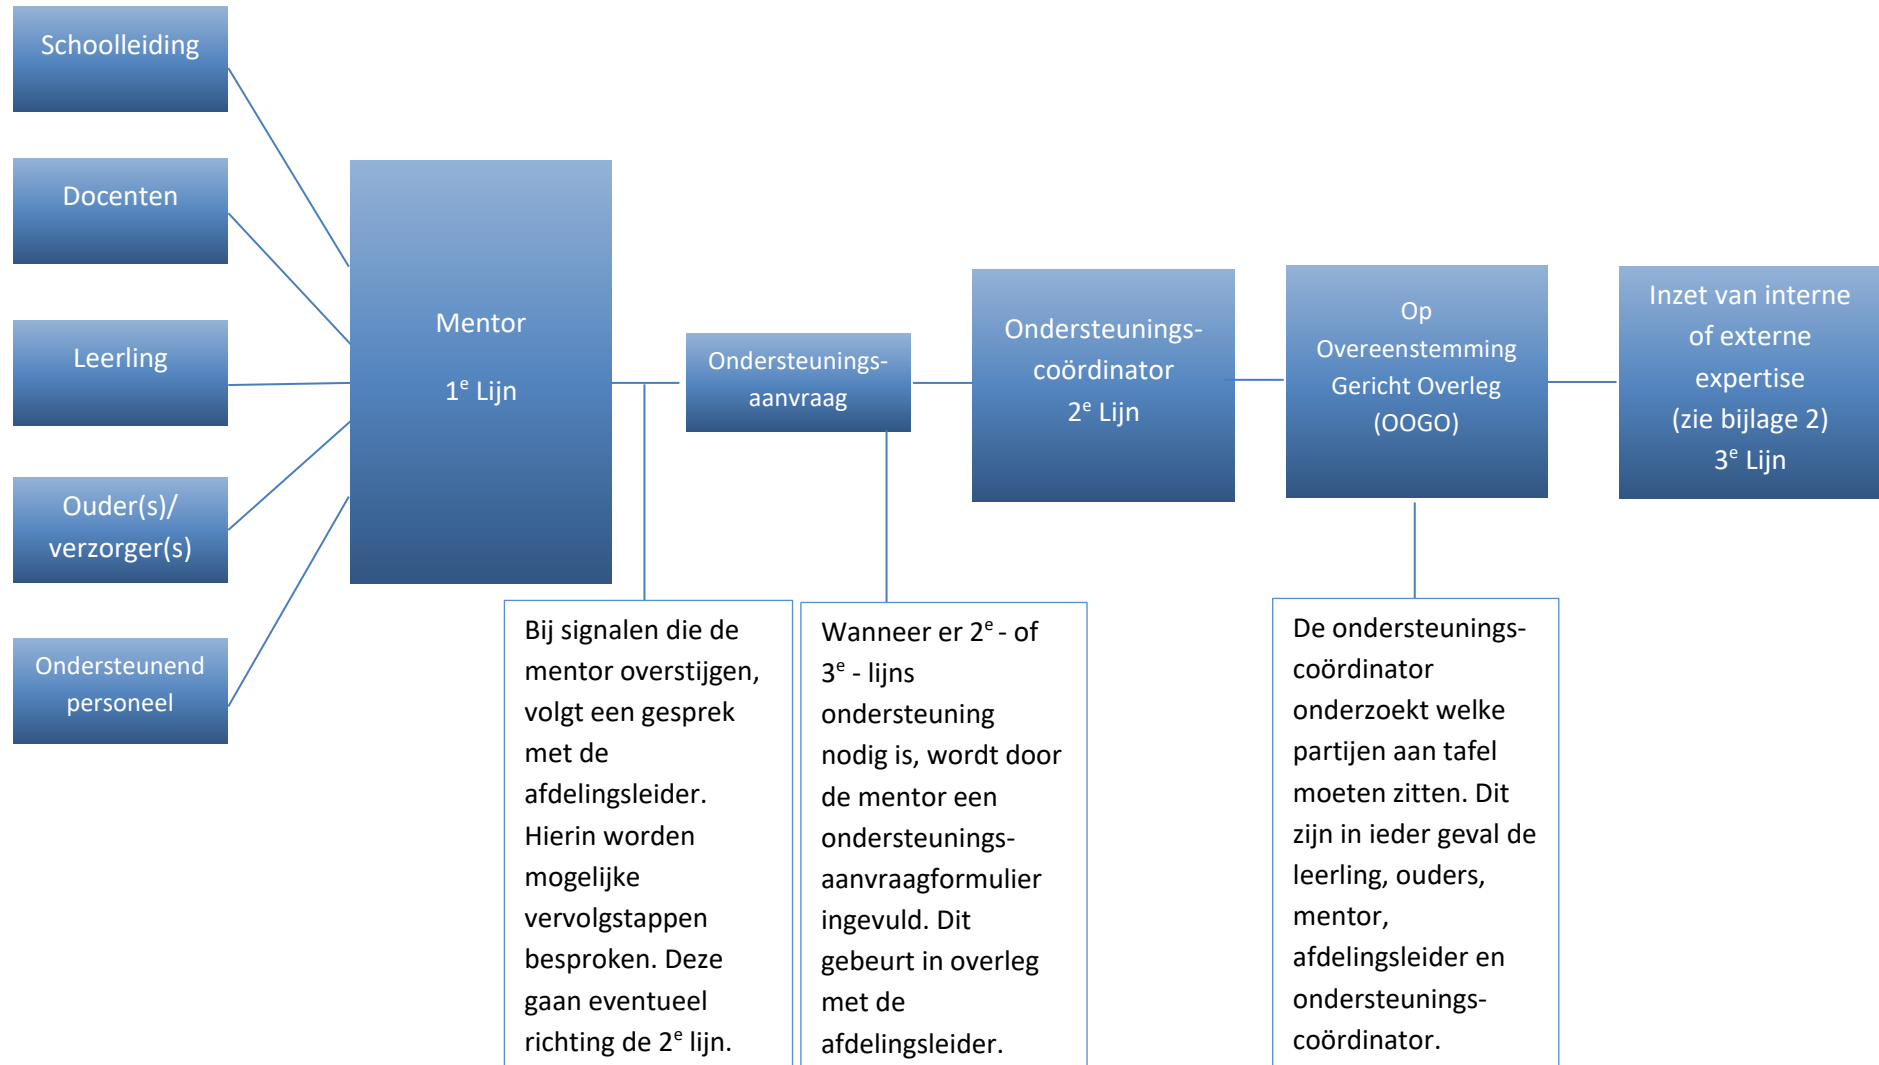 Schoolleiding
Docenten
Leerling
Ouder(s)/
verzorger(s)
Ondersteunend
personeel
Mentor
1e Lijn
Ondersteunings-
aanvraag
Ondersteunings-
coördinator
2e Lijn
Op
Overeenstemming
Gericht Overleg
(OOGO)
Inzet van interne
of externe
expertise
(zie bijlage 2)
3e Lijn
Bij signalen die de
mentor overstijgen,
volgt een gesprek
met de
afdelingsleider.
Hierin worden
mogelijke
vervolgstappen
besproken. Deze
gaan eventueel
richting de 2e lijn.
Wanneer er 2e - of
3e - lijns
ondersteuning
nodig is, wordt door
de mentor een
ondersteunings-
aanvraagformulier
ingevuld. Dit
gebeurt in overleg
met de
afdelingsleider.
De ondersteunings-
coördinator
onderzoekt welke
partijen aan tafel
moeten zitten. Dit
zijn in ieder geval de
leerling, ouders,
mentor,
afdelingsleider en
ondersteunings-
coördinator.